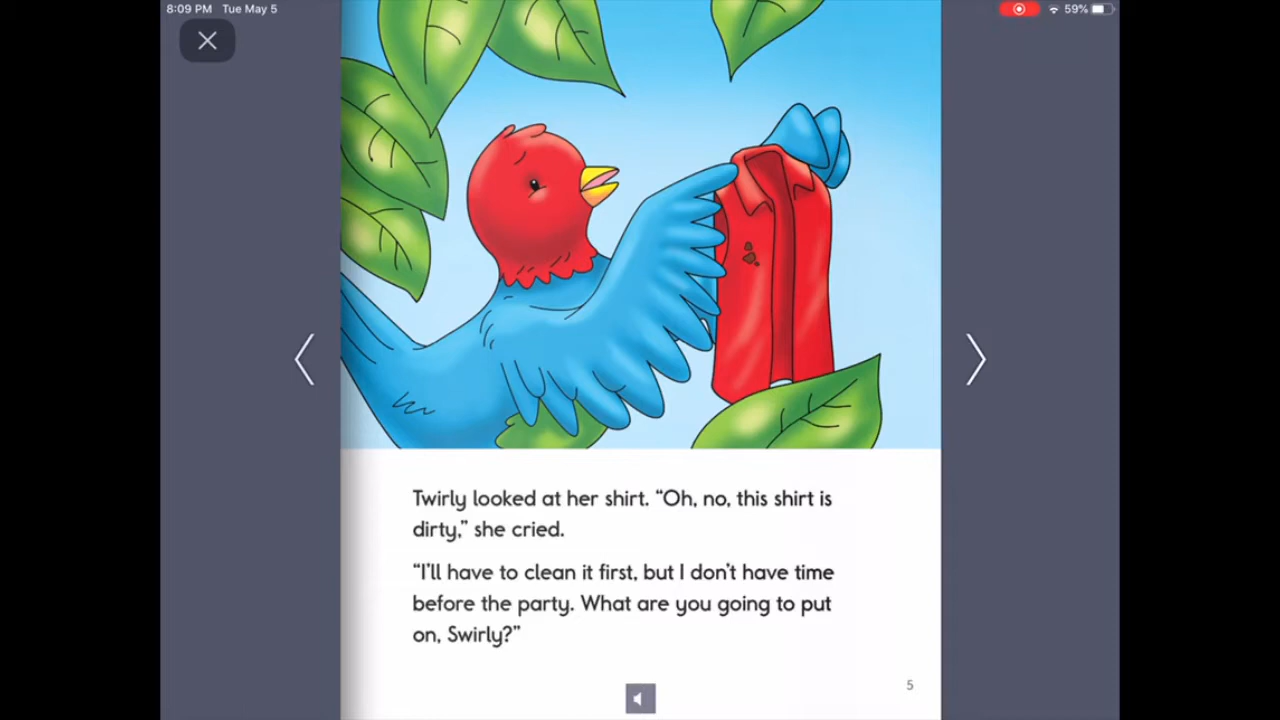 8:09 PM Tue May 5
59%
Twirly looked at her shirt. “Oh, no, this shirt is
dirty,” she cried.
“I’ll have to clean it first, but I don’t have time
before the party. What are you going to put
on, Swirly?”
5